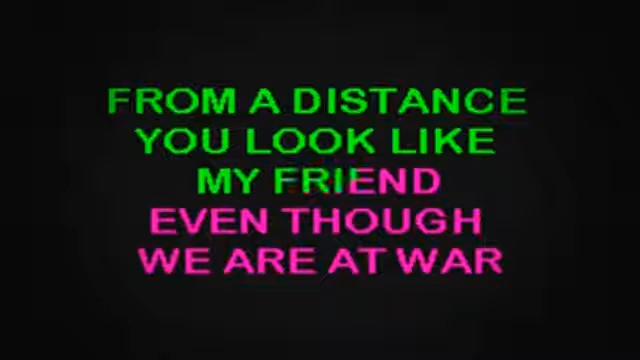 FROM A DISTANCE
YOU LOOK LIKE
MY FRIEND
EVEN THOUGH
WE ARE AT WAR